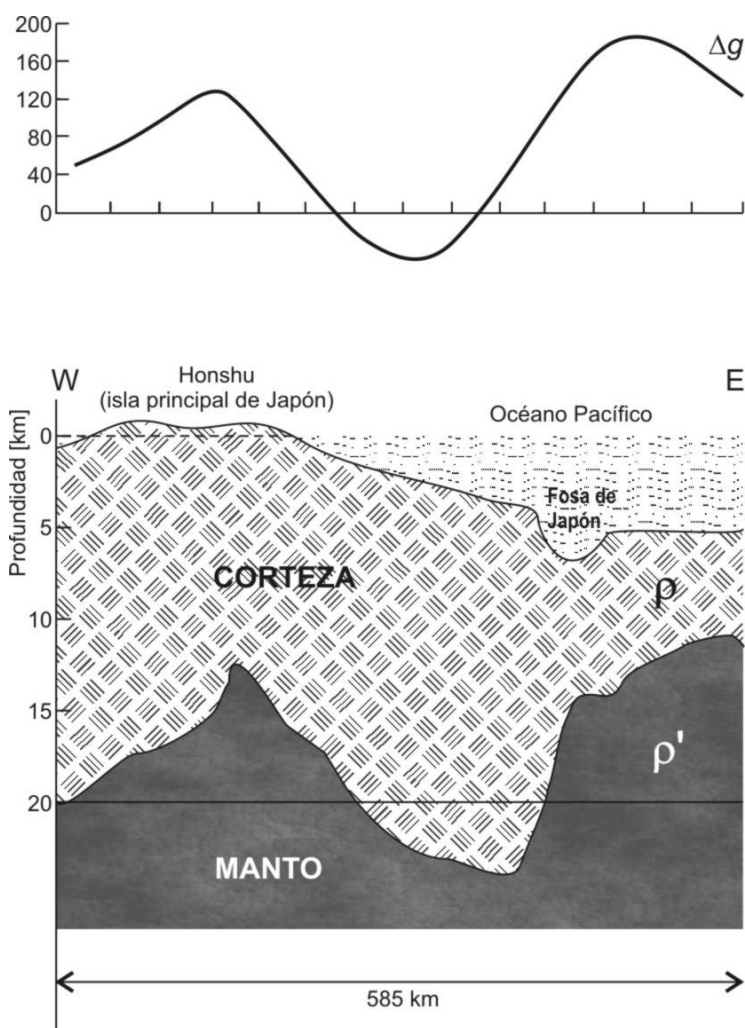 200
160
120
80
40
0
Δg
W
E
Honshu
(isla principal de Japón)
Océano Pacífico
Profundidad [km]
0
5
10
15
20
Fosa de
Japón
CORTEZA
ρ
ρ'
MANTO
585 km